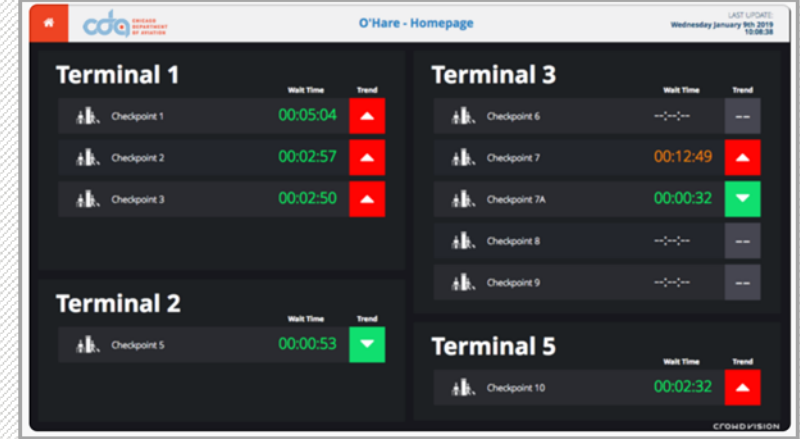 cda CHICAGO DEPARTMENT OF AVIATION
O'Hare - Homepage
LAST UPDATE:
Wednesday January 9th 2019
10:08:38
Terminal 1
Wait Time Trend
Checkpoint 1 00:05:04
Checkpoint 2 00:02:57
Checkpoint 3 00:02:50
Terminal 2
Wait Time Trend
Checkpoint 5 00:00:53
Terminal 3
Wait Time Trend
Checkpoint 6 --:--:-- --
Checkpoint 7 00:12:49
Checkpoint 7A 00:00:32
Checkpoint 8 --:--:-- --
Checkpoint 9 --:--:-- --
Terminal 5
Wait Time Trend
Checkpoint 10 00:02:32
CROWDVISION